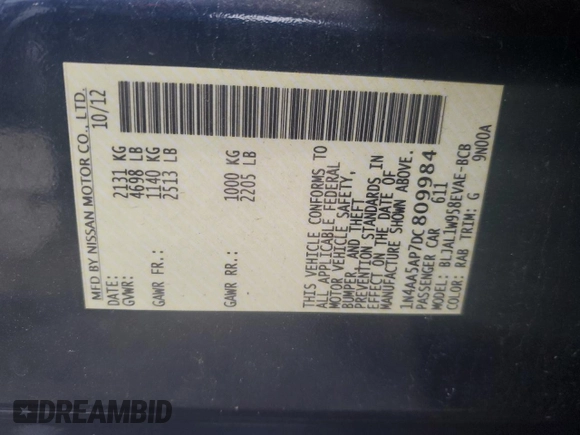 MFD BY NISSAN MOTOR CO., LTD.
DATE: 10/12
GVWR: 2131 KG
4698 LB
GAWR FR.: 1140 KG
2513 LB
GAWR RR.: 1000 KG
2205 LB
THIS VEHICLE CONFORMS TO
ALL APPLICABLE FEDERAL
MOTOR VEHICLE SAFETY,
BUMPER, AND THEFT
PREVENTION STANDARDS IN
EFFECT ON THE DATE OF
MANUFACTURE SHOWN ABOVE.
1N4AA5AP7DC809984
PASSENGER CAR 611
MODEL: BLJAL1W958EVAE-BCB
COLOR: RAB TRIM: G 9N00A
DREAMBID